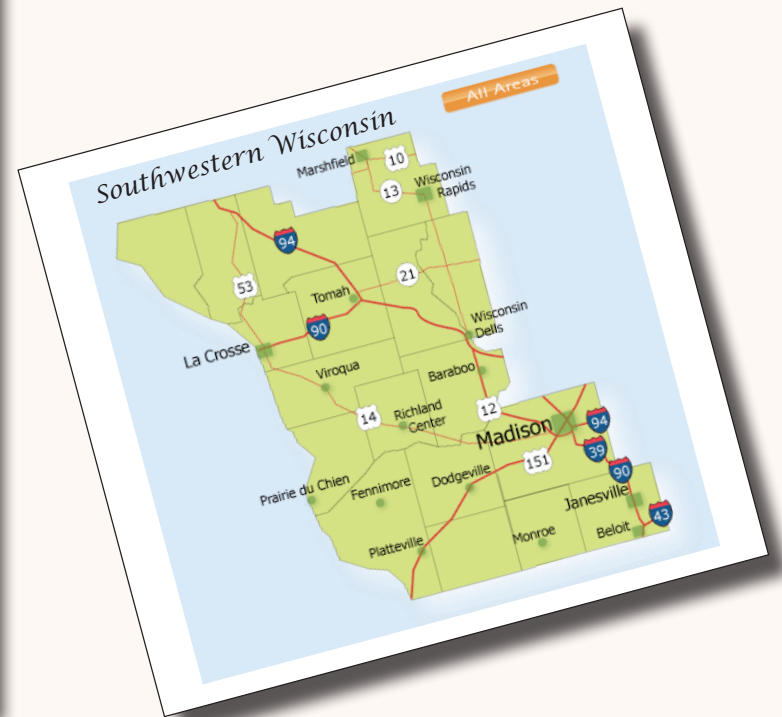 All Areas
Southwestern Wisconsin
Marshfield
10
13
Wisconsin
Rapids
94
53
21
Tomah
90
Wisconsin
Dells
La Crosse
Viroqua
Baraboo
14
Richland
Center
12
Madison
94
39
151
90
Prairie du Chien
Fennimore
Dodgeville
Janesville
43
Platteville
Monroe
Beloit